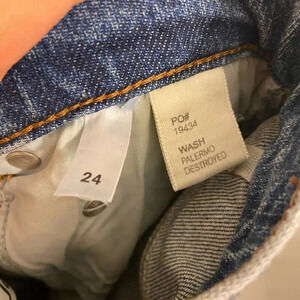 24
PO#
19434
WASH
PALERMO
DESTROYED